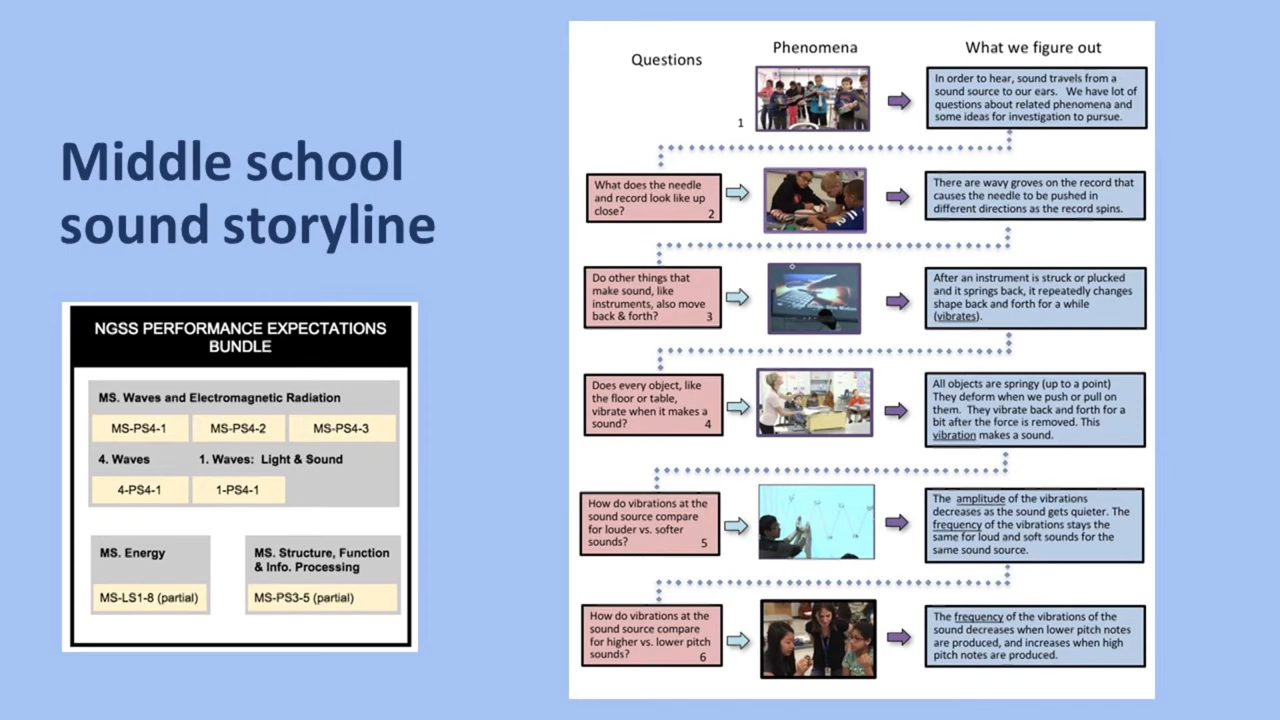 Middle school
sound storyline
NGSS PERFORMANCE EXPECTATIONS
BUNDLE
MS. Waves and Electromagnetic Radiation
MS-PS4-1
MS-PS4-2
MS-PS4-3
4. Waves
1. Waves: Light & Sound
4-PS4-1
1-PS4-1
MS. Energy
MS-LS1-8 (partial)
MS. Structure, Function
& Info. Processing
MS-PS3-5 (partial)
Questions
Phenomena
What we figure out
1
In order to hear, sound travels from a
sound source to our ears. We have lot of
questions about related phenomena and
some ideas for investigation to pursue.
What does the needle
and record look like up
close?
2
There are wavy groves on the record that
causes the needle to be pushed in
different directions as the record spins.
Do other things that
make sound, like
instruments, also move
back & forth?
3
After an instrument is struck or plucked
and it springs back, it repeatedly changes
shape back and forth for a while
(vibrates).
Does every object, like
the floor or table,
vibrate when it makes a
sound?
4
All objects are springy (up to a point)
They deform when we push or pull on
them. They vibrate back and forth for a
bit after the force is removed. This
vibration makes a sound.
How do vibrations at the
sound source compare
for louder vs. softer
sounds?
5
The amplitude of the vibrations
decreases as the sound gets quieter. The
frequency of the vibrations stays the
same for loud and soft sounds for the
same sound source.
How do vibrations at the
sound source compare
for higher vs. lower pitch
sounds?
6
The frequency of the vibrations of the
sound decreases when lower pitch notes
are produced, and increases when high
pitch notes are produced.